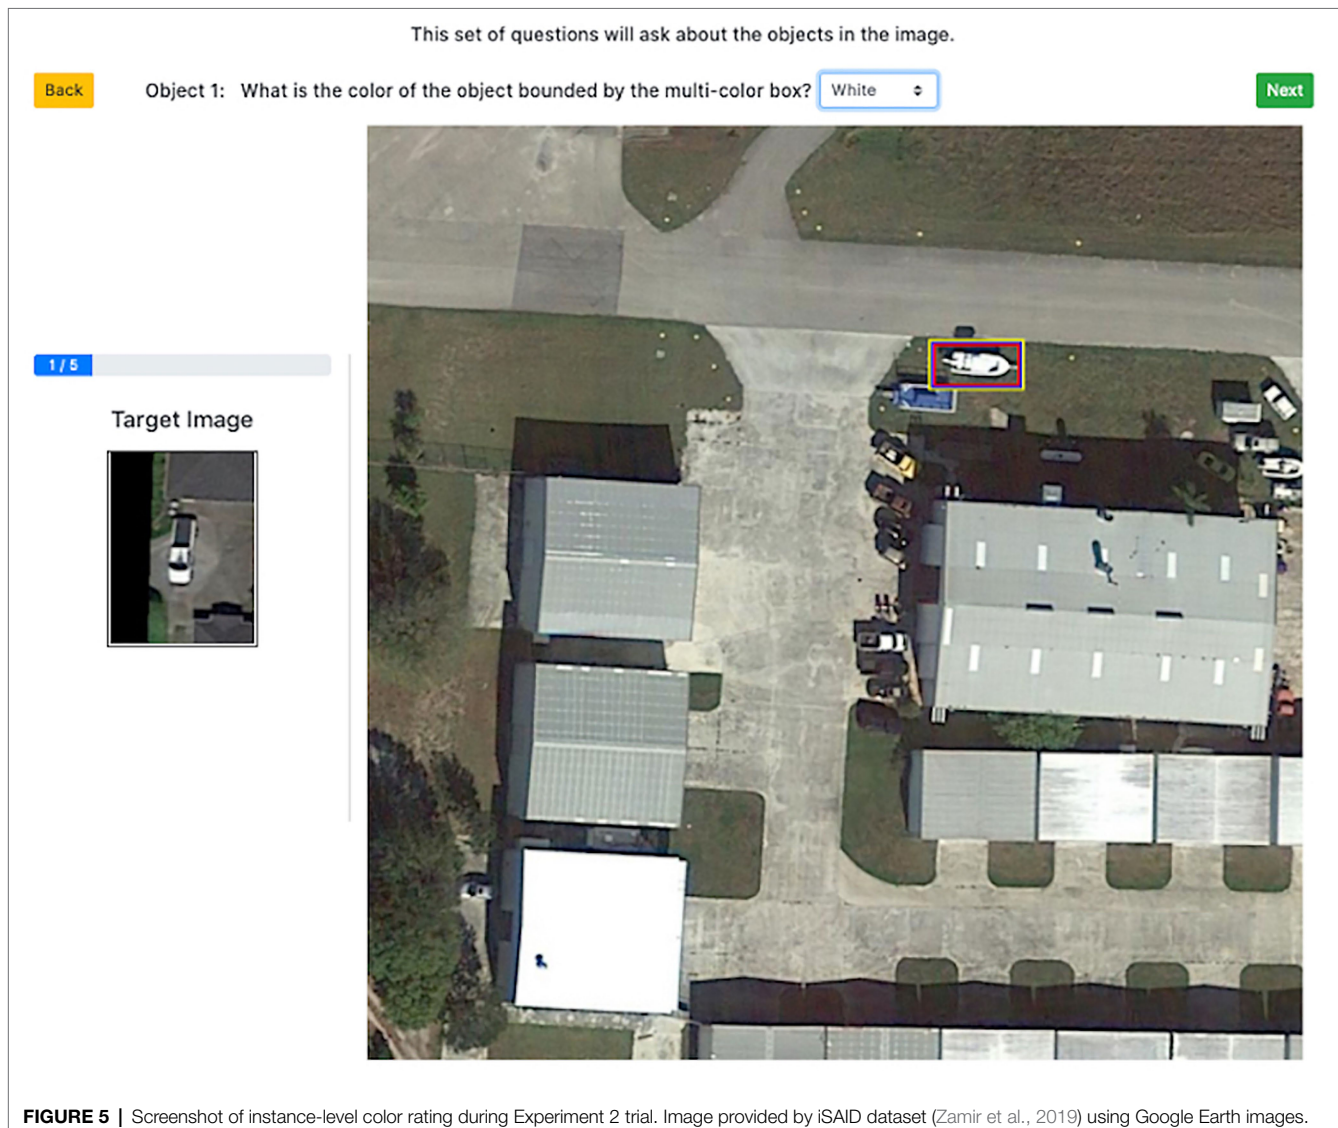 This set of questions will ask about the objects in the image.
Back
Object 1: What is the color of the object bounded by the multi-color box? White
Next
1 / 5
Target Image
FIGURE 5 | Screenshot of instance-level color rating during Experiment 2 trial. Image provided by iSAID dataset (Zamir et al., 2019) using Google Earth images.